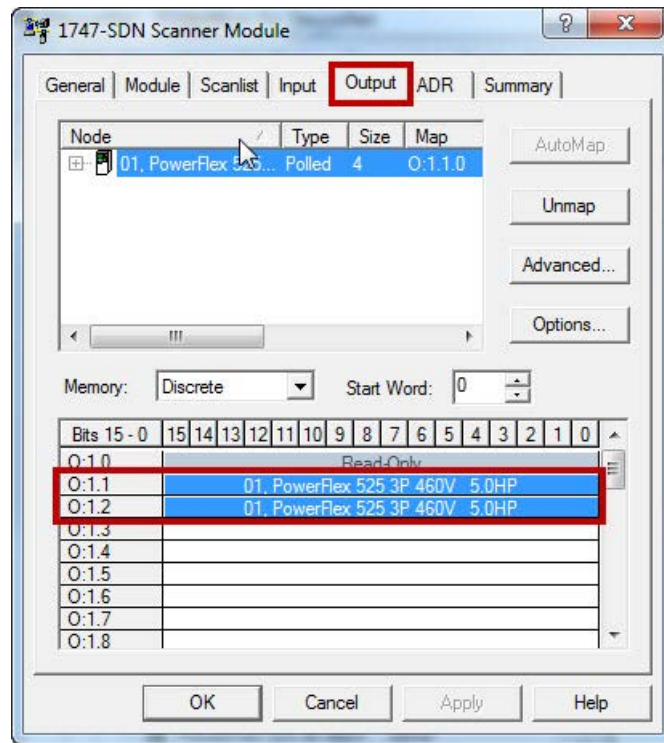 1747-SDN Scanner Module
General Module Scanlist Input Output ADR Summary
Node / Type Size Map
01, PowerFlex 525... Polled 4 O:1.1.0
AutoMap
Unmap
Advanced...
Options...
Memory: Discrete Start Word: 0
Bits 15 - 0 15 14 13 12 11 10 9 8 7 6 5 4 3 2 1 0
O:1.0 Read-Only
O:1.1 01, PowerFlex 525 3P 460V 5.0HP
O:1.2 01, PowerFlex 525 3P 460V 5.0HP
O:1.3
O:1.4
O:1.5
O:1.6
O:1.7
O:1.8
OK Cancel Apply Help